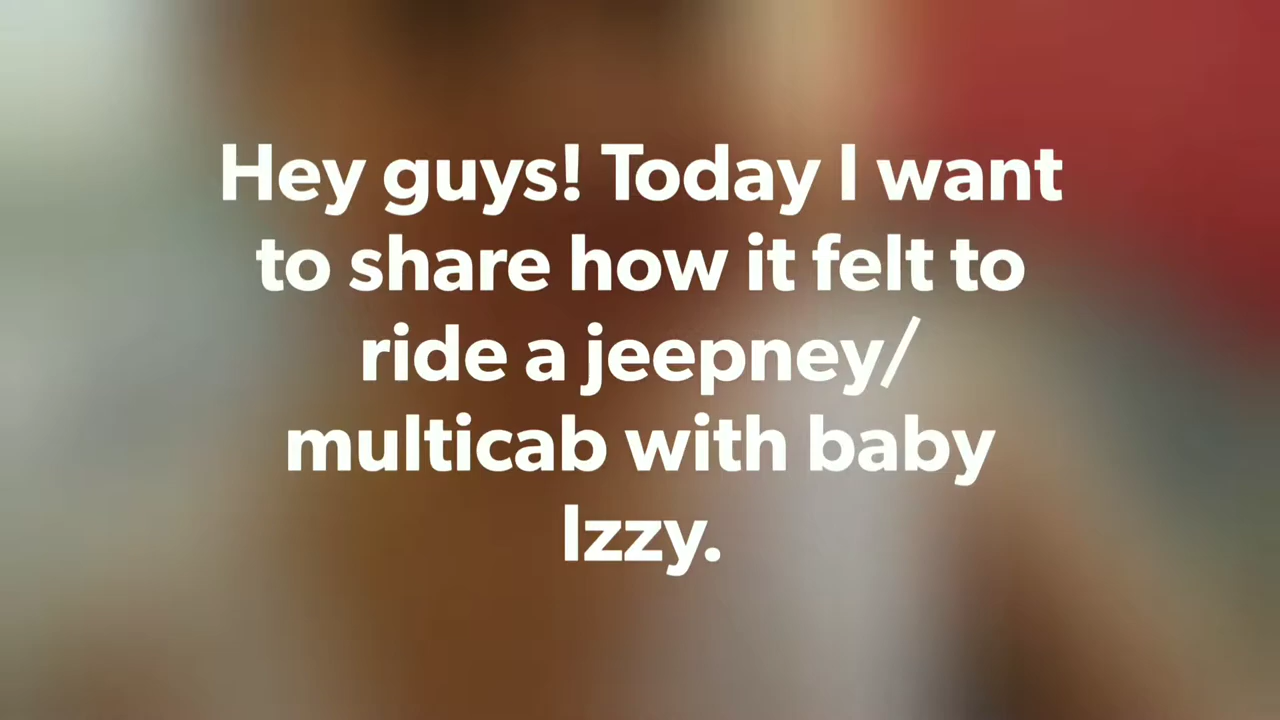 Hey guys! Today I want
to share how it felt to
ride a jeepney/
multicab with baby
Izzy.